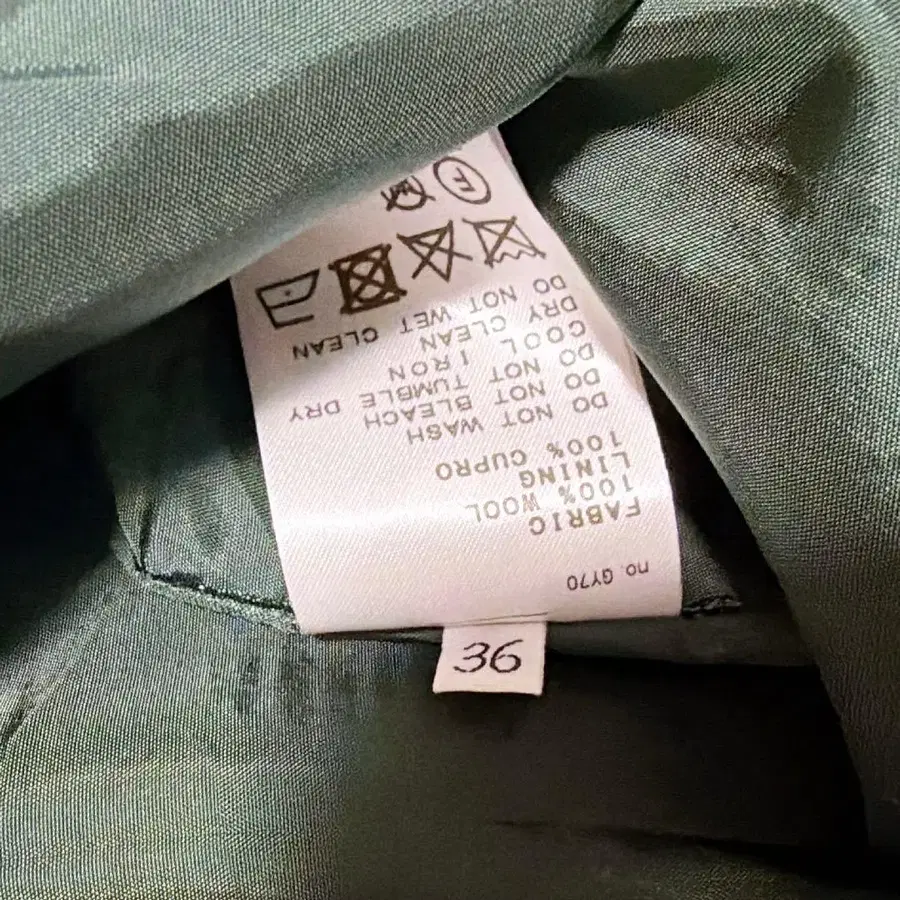 no. GY70
FABRIC
100% WOOL
LINING
100% CUPRO
DO NOT WASH
DO NOT BLEACH
DO NOT TUMBLE DRY
COOL IRON
DRY CLEAN
DO NOT WET CLEAN
F
36